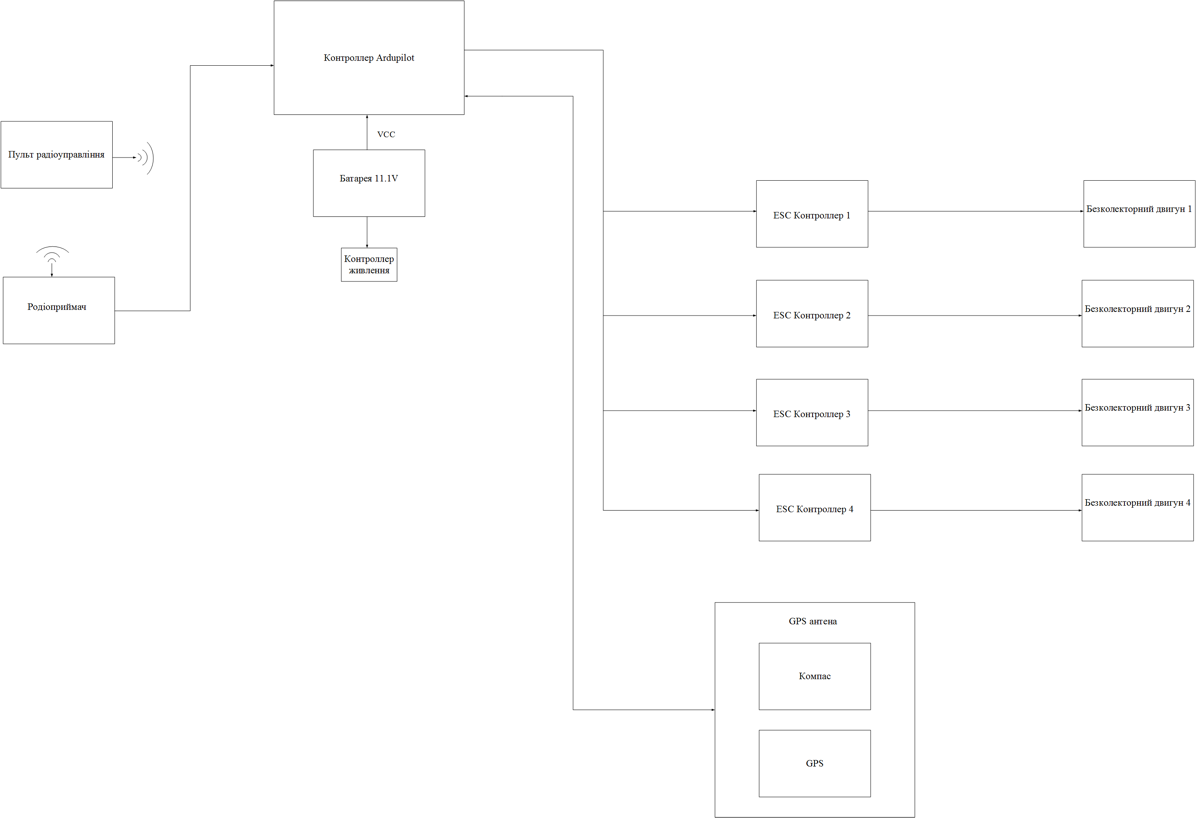 Контроллер Ardupilot
VCC
Пульт радіоуправління
Батарея 11.1V
Контроллер
живлення
Родіоприймач
ESC Контроллер 1
Безколекторний двигун 1
ESC Контроллер 2
Безколекторний двигун 2
ESC Контроллер 3
Безколекторний двигун 3
ESC Контроллер 4
Безколекторний двигун 4
GPS антена
Компас
GPS